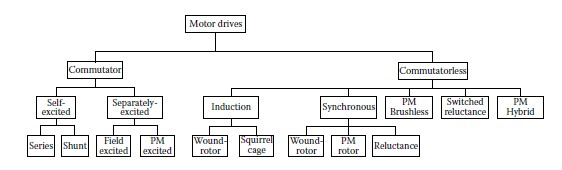 Motor drives
Commutator
Commutatorless
Self-
excited
Separately-
excited
Induction
Synchronous
PM
Brushless
Switched
reluctance
PM
Hybrid
Series
Shunt
Field
excited
PM
excited
Wound-
rotor
Squirrel
cage
Wound-
rotor
PM
rotor
Reluctance